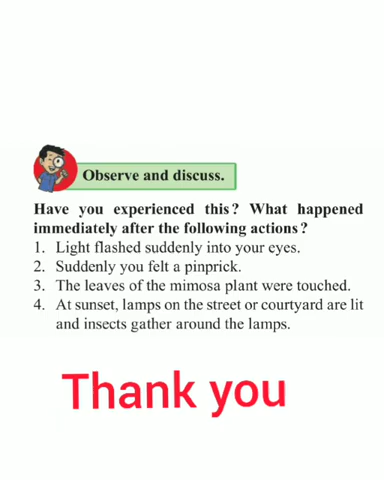 Observe and discuss.
Have you experienced this? What happened
immediately after the following actions?
1. Light flashed suddenly into your eyes.
2. Suddenly you felt a pinprick.
3. The leaves of the mimosa plant were touched.
4. At sunset, lamps on the street or courtyard are lit
and insects gather around the lamps.
Thank you